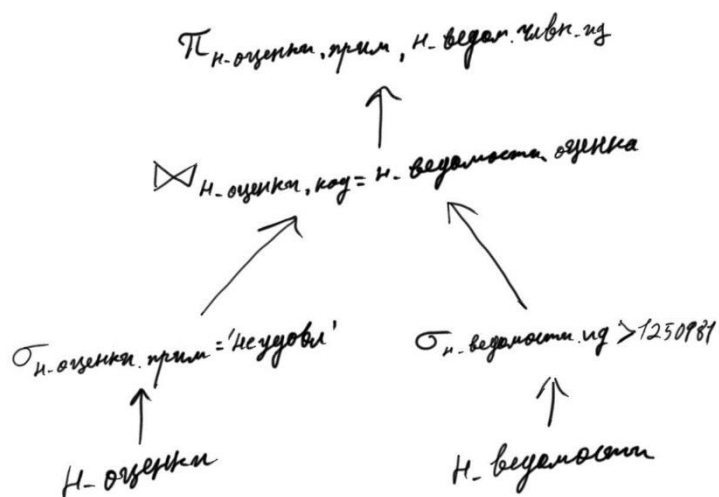 π н_оценки.прим, н_ведом.члвк_ид
⋈ н_оценки.код = н_ведомости.оценка
σ н_оценки.прим = 'неудовл'
σ н_ведомости.ид > 1250981
н_оценки
н_ведомости